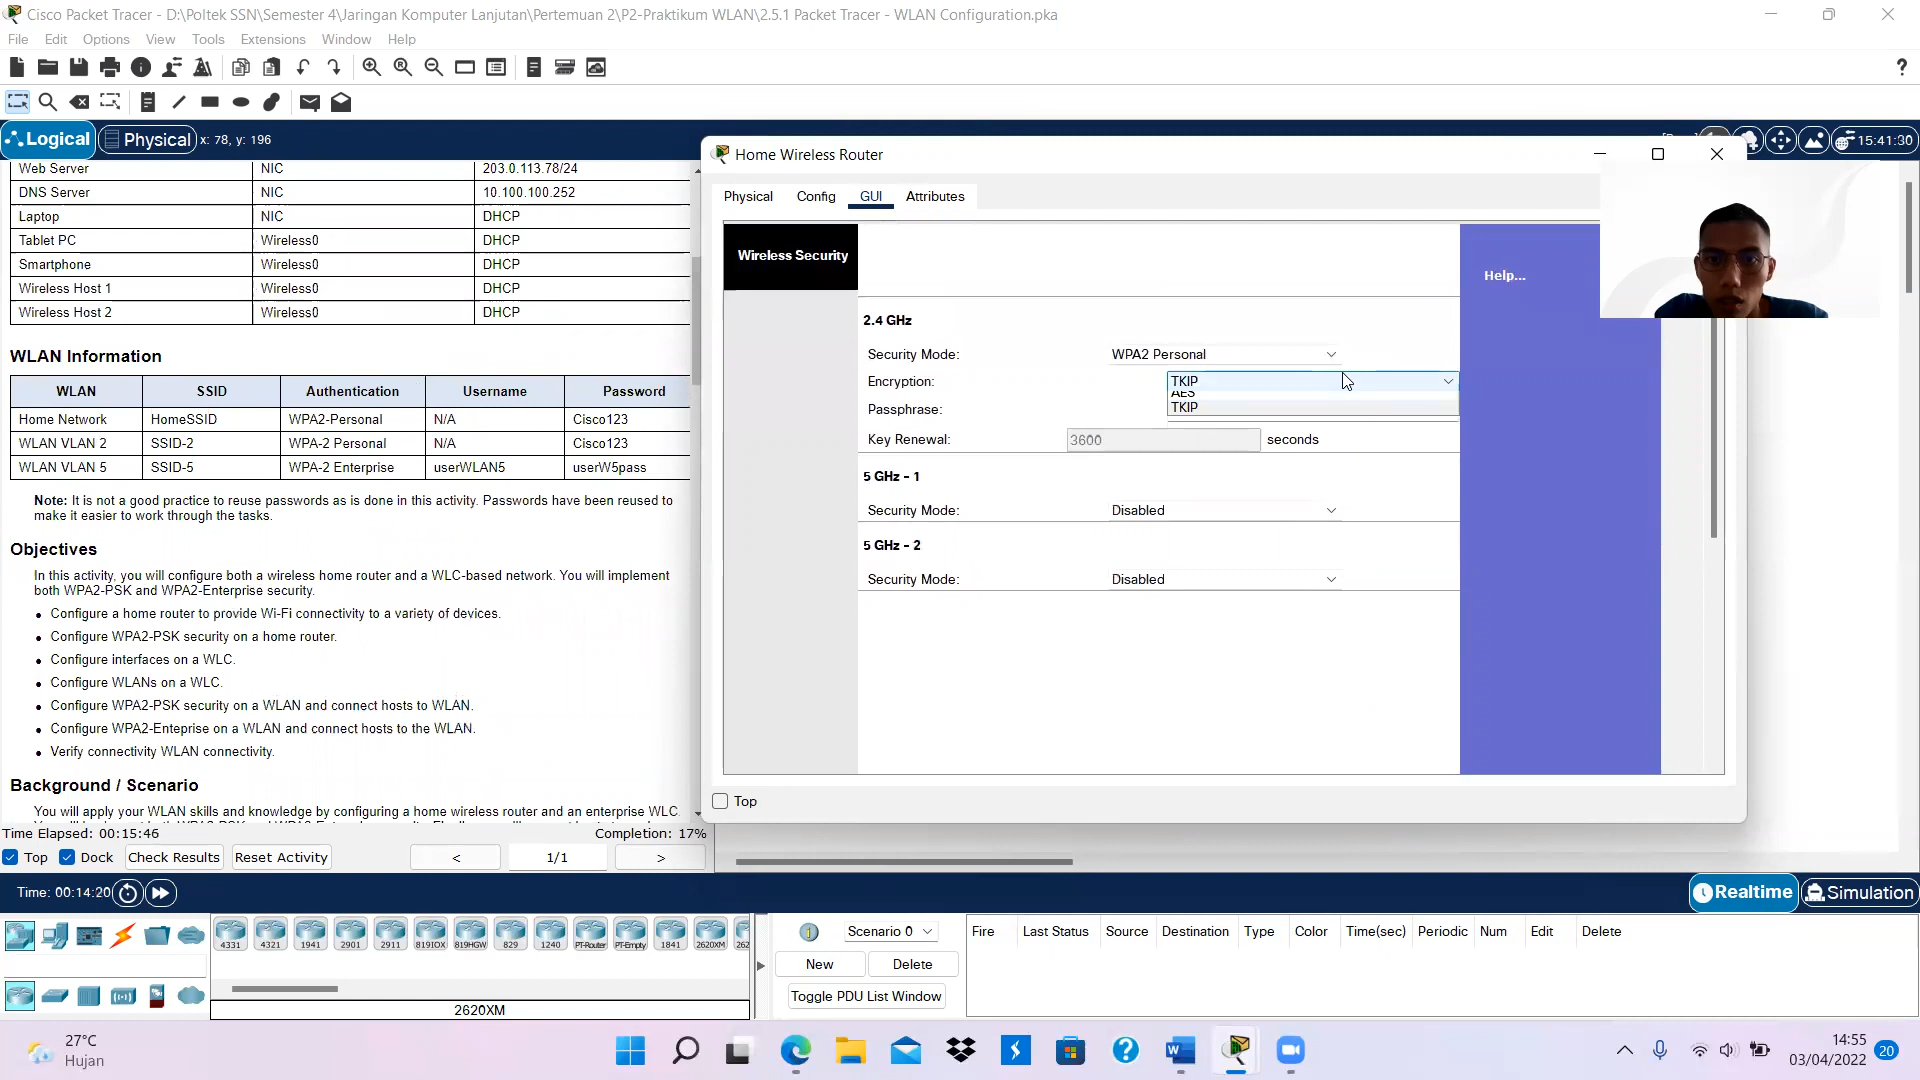 Cisco Packet Tracer - D:\Poltek SSN\Semester 4\Jaringan Komputer Lanjutan\Pertemuan 2\P2-Praktikum WLAN\2.5.1 Packet Tracer - WLAN Configuration.pka
File Edit Options View Tools Extensions Window Help
Logical Physical x: 78, y: 196
15:41:30
Web Server NIC 203.0.113.78/24
DNS Server NIC 10.100.100.252
Laptop NIC DHCP
Tablet PC Wireless0 DHCP
Smartphone Wireless0 DHCP
Wireless Host 1 Wireless0 DHCP
Wireless Host 2 Wireless0 DHCP
WLAN Information
WLAN SSID Authentication Username Password
Home Network HomeSSID WPA2-Personal N/A Cisco123
WLAN VLAN 2 SSID-2 WPA-2 Personal N/A Cisco123
WLAN VLAN 5 SSID-5 WPA-2 Enterprise userWLAN5 userW5pass
Note: It is not a good practice to reuse passwords as is done in this activity. Passwords have been reused to
make it easier to work through the tasks.
Objectives
In this activity, you will configure both a wireless home router and a WLC-based network. You will implement
both WPA2-PSK and WPA2-Enterprise security.
Configure a home router to provide Wi-Fi connectivity to a variety of devices.
Configure WPA2-PSK security on a home router.
Configure interfaces on a WLC.
Configure WLANs on a WLC.
Configure WPA2-PSK security on a WLAN and connect hosts to WLAN.
Configure WPA2-Enteprise on a WLAN and connect hosts to the WLAN.
Verify connectivity WLAN connectivity.
Background / Scenario
You will apply your WLAN skills and knowledge by configuring a home wireless router and an enterprise WLC.
Time Elapsed: 00:15:46 Completion: 17%
Top Dock Check Results Reset Activity < 1/1 >
Home Wireless Router
Physical Config GUI Attributes
Wireless Security
Help...
2.4 GHz
Security Mode: WPA2 Personal
Encryption: TKIP
AES
Passphrase: TKIP
Key Renewal: 3600 seconds
5 GHz - 1
Security Mode: Disabled
5 GHz - 2
Security Mode: Disabled
Top
Time: 00:14:20
Realtime Simulation
4331 4321 1941 2901 2911 819IOX 819HGW 829 1240 PT-Router PT-Empty 1841 2620XM 262
2620XM
Scenario 0
New Delete
Toggle PDU List Window
Fire Last Status Source Destination Type Color Time(sec) Periodic Num Edit Delete
27°C
Hujan
14:55
03/04/2022
20